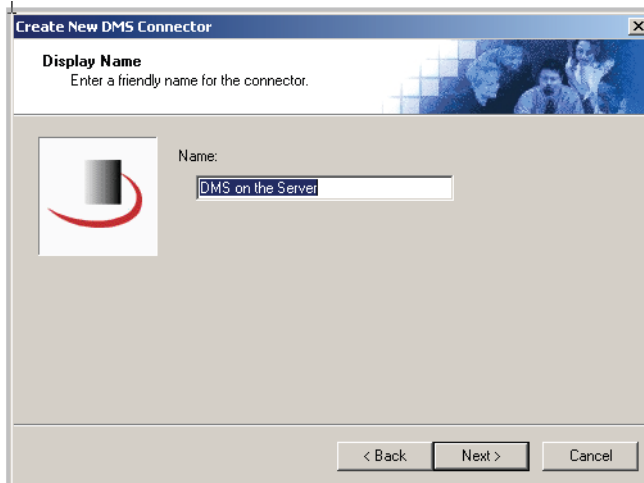 Create New DMS Connector
Display Name
Enter a friendly name for the connector.
Name:
DMS on the Server
< Back Next > Cancel